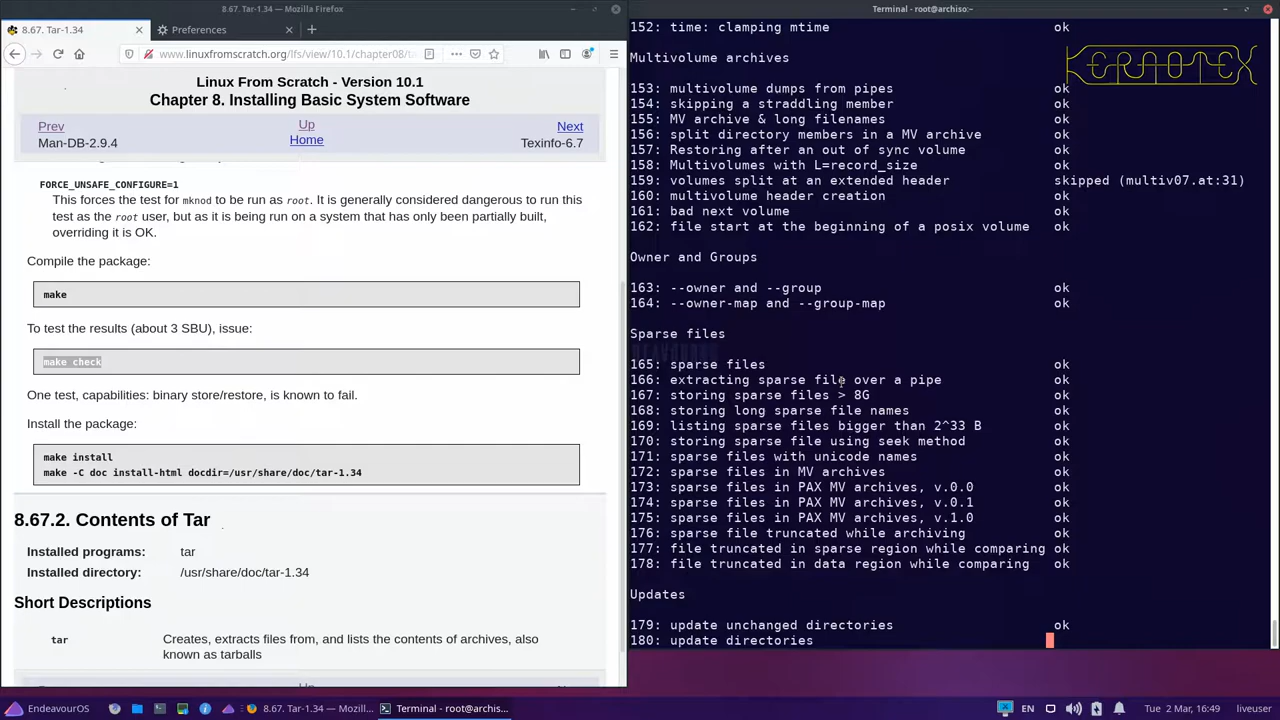 8.67. Tar-1.34 - Mozilla Firefox
8.67. Tar-1.34
Preferences
www.linuxfromscratch.org/lfs/view/10.1/chapter08/ta
Linux From Scratch - Version 10.1
Chapter 8. Installing Basic System Software
Prev
Up
Next
Man-DB-2.9.4
Home
Texinfo-6.7
FORCE_UNSAFE_CONFIGURE=1
This forces the test for mknod to be run as root. It is generally considered dangerous to run this
test as the root user, but as it is being run on a system that has only been partially built,
overriding it is OK.
Compile the package:
make
To test the results (about 3 SBU), issue:
make check
One test, capabilities: binary store/restore, is known to fail.
Install the package:
make install
make -C doc install-html docdir=/usr/share/doc/tar-1.34
8.67.2. Contents of Tar
Installed programs: tar
Installed directory: /usr/share/doc/tar-1.34
Short Descriptions
tar Creates, extracts files from, and lists the contents of archives, also
known as tarballs
Terminal - root@archiso:~
KERNOTEX
152: time: clamping mtime ok
Multivolume archives
153: multivolume dumps from pipes ok
154: skipping a straddling member ok
155: MV archive & long filenames ok
156: split directory members in a MV archive ok
157: Restoring after an out of sync volume ok
158: Multivolumes with L=record_size ok
159: volumes split at an extended header skipped (multiv07.at:31)
160: multivolume header creation ok
161: bad next volume ok
162: file start at the beginning of a posix volume ok
Owner and Groups
163: --owner and --group ok
164: --owner-map and --group-map ok
Sparse files
165: sparse files ok
166: extracting sparse file over a pipe ok
167: storing sparse files > 8G ok
168: storing long sparse file names ok
169: listing sparse files bigger than 2^33 B ok
170: storing sparse file using seek method ok
171: sparse files with unicode names ok
172: sparse files in MV archives ok
173: sparse files in PAX MV archives, v.0.0 ok
174: sparse files in PAX MV archives, v.0.1 ok
175: sparse files in PAX MV archives, v.1.0 ok
176: sparse file truncated while archiving ok
177: file truncated in sparse region while comparing ok
178: file truncated in data region while comparing ok
Updates
179: update unchanged directories ok
180: update directories
EndeavourOS
8.67. Tar-1.34 - Mozill...
Terminal - root@archis...
EN
Tue 2 Mar, 16:49
liveuser